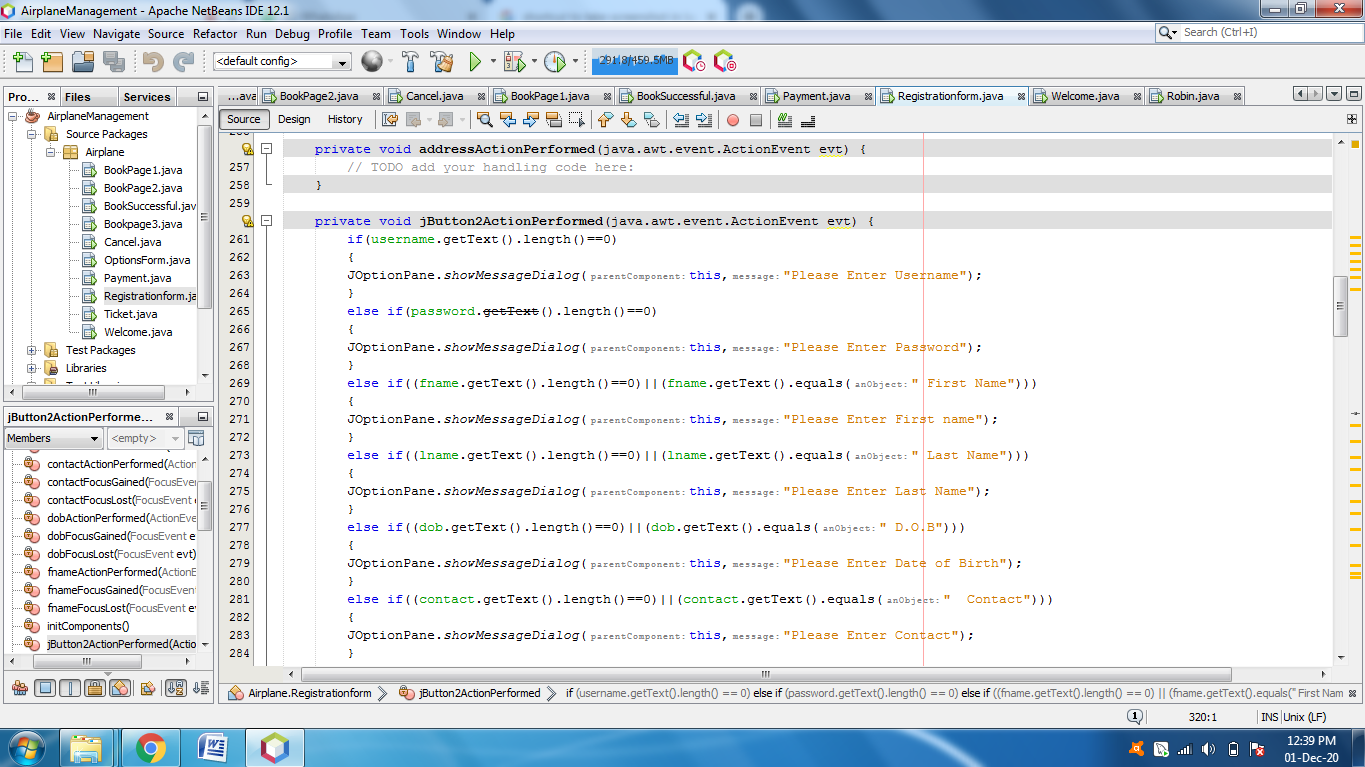 AirplaneManagement - Apache NetBeans IDE 12.1
File Edit View Navigate Source Refactor Run Debug Profile Team Tools Window Help
Search (Ctrl+I)
<default config>
291.8/459.5MB
Pro... Files Services
...ava BookPage2.java Cancel.java BookPage1.java BookSuccessful.java Payment.java Registrationform.java Welcome.java Robin.java
Source Design History
AirplaneManagement
Source Packages
Airplane
BookPage1.java
BookPage2.java
BookSuccessful.java
Bookpage3.java
Cancel.java
OptionsForm.java
Payment.java
Registrationform.ja
Ticket.java
Welcome.java
Test Packages
Libraries
jButton2ActionPerforme...
Members <empty>
contactActionPerformed(Action
contactFocusGained(FocusEver
contactFocusLost(FocusEvent e
dobActionPerformed(ActionEve
dobFocusGained(FocusEvent e
dobFocusLost(FocusEvent evt)
fnameActionPerformed(ActionE
fnameFocusGained(FocusEvent
fnameFocusLost(FocusEvent ev
initComponents()
jButton2ActionPerformed(Actio
private void addressActionPerformed(java.awt.event.ActionEvent evt) {
257 // TODO add your handling code here:
258 }
259
private void jButton2ActionPerformed(java.awt.event.ActionEvent evt) {
261 if(username.getText().length()==0)
262 {
263 JOptionPane.showMessageDialog(parentComponent: this, message: "Please Enter Username");
264 }
265 else if(password.getText().length()==0)
266 {
267 JOptionPane.showMessageDialog(parentComponent: this, message: "Please Enter Password");
268 }
269 else if((fname.getText().length()==0)||(fname.getText().equals(anObject: " First Name")))
270 {
271 JOptionPane.showMessageDialog(parentComponent: this, message: "Please Enter First name");
272 }
273 else if((lname.getText().length()==0)||(lname.getText().equals(anObject: " Last Name")))
274 {
275 JOptionPane.showMessageDialog(parentComponent: this, message: "Please Enter Last Name");
276 }
277 else if((dob.getText().length()==0)||(dob.getText().equals(anObject: " D.O.B")))
278 {
279 JOptionPane.showMessageDialog(parentComponent: this, message: "Please Enter Date of Birth");
280 }
281 else if((contact.getText().length()==0)||(contact.getText().equals(anObject: "  Contact")))
282 {
283 JOptionPane.showMessageDialog(parentComponent: this, message: "Please Enter Contact");
284 }
Airplane.Registrationform jButton2ActionPerformed if (username.getText().length() == 0) else if (password.getText().length() == 0) else if ((fname.getText().length() == 0) || (fname.getText().equals(" First Nam
1 320:1 INS Unix (LF)
12:39 PM
01-Dec-20